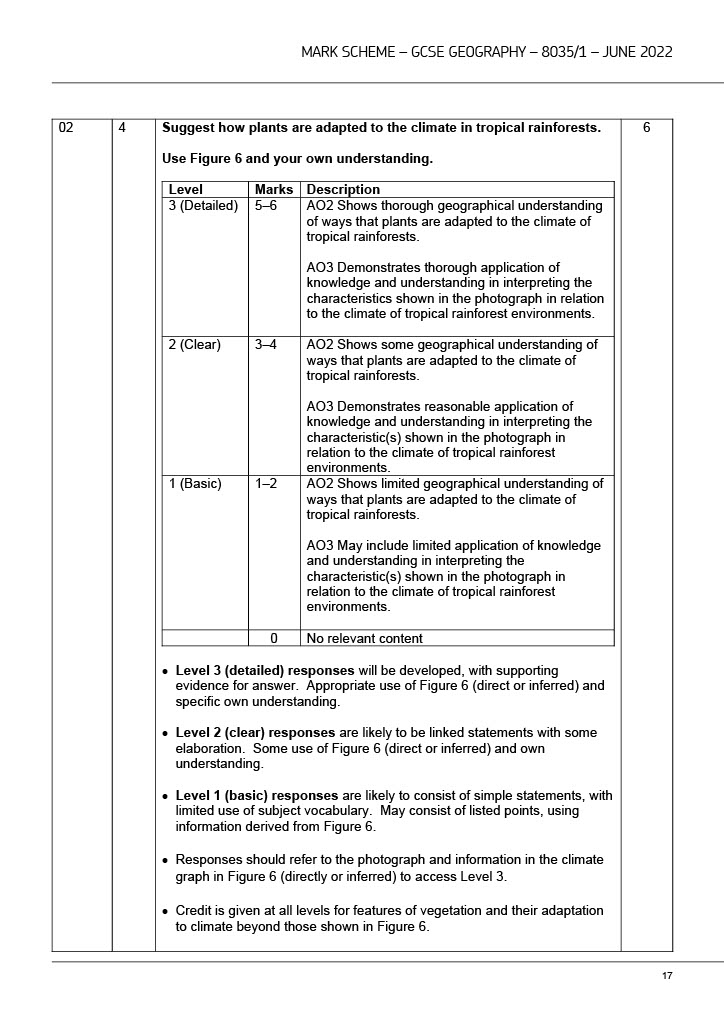 MARK SCHEME – GCSE GEOGRAPHY – 8035/1 – JUNE 2022
02 4 Suggest how plants are adapted to the climate in tropical rainforests. 6
Use Figure 6 and your own understanding.
Level Marks Description
3 (Detailed) 5–6 AO2 Shows thorough geographical understanding
of ways that plants are adapted to the climate of
tropical rainforests.
AO3 Demonstrates thorough application of
knowledge and understanding in interpreting the
characteristics shown in the photograph in relation
to the climate of tropical rainforest environments.
2 (Clear) 3–4 AO2 Shows some geographical understanding of
ways that plants are adapted to the climate of
tropical rainforests.
AO3 Demonstrates reasonable application of
knowledge and understanding in interpreting the
characteristic(s) shown in the photograph in
relation to the climate of tropical rainforest
environments.
1 (Basic) 1–2 AO2 Shows limited geographical understanding of
ways that plants are adapted to the climate of
tropical rainforests.
AO3 May include limited application of knowledge
and understanding in interpreting the
characteristic(s) shown in the photograph in
relation to the climate of tropical rainforest
environments.
0 No relevant content
• Level 3 (detailed) responses will be developed, with supporting
evidence for answer. Appropriate use of Figure 6 (direct or inferred) and
specific own understanding.
• Level 2 (clear) responses are likely to be linked statements with some
elaboration. Some use of Figure 6 (direct or inferred) and own
understanding.
• Level 1 (basic) responses are likely to consist of simple statements, with
limited use of subject vocabulary. May consist of listed points, using
information derived from Figure 6.
• Responses should refer to the photograph and information in the climate
graph in Figure 6 (directly or inferred) to access Level 3.
• Credit is given at all levels for features of vegetation and their adaptation
to climate beyond those shown in Figure 6.
17